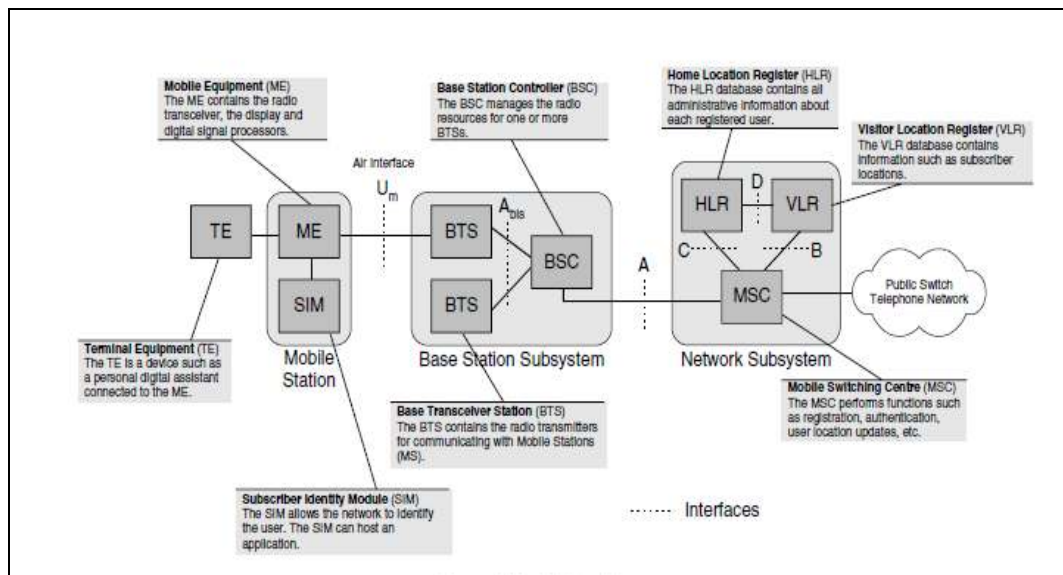 Mobile Equipment (ME)
The ME contains the radio
transceiver, the display and
digital signal processors.
Base Station Controller (BSC)
The BSC manages the radio
resources for one or more
BTSs.
Home Location Register (HLR)
The HLR database contains all
administrative information about
each registered user.
Visitor Location Register (VLR)
The VLR database contains
information such as subscriber
locations.
Air Interface
Um
Abis
A
D
C
B
TE
ME
SIM
BTS
BTS
BSC
HLR
VLR
MSC
Public Switch
Telephone Network
Mobile
Station
Base Station Subsystem
Network Subsystem
Terminal Equipment (TE)
The TE is a device such as
a personal digital assistant
connected to the ME.
Base Transceiver Station (BTS)
The BTS contains the radio transmitters
for communicating with Mobile Stations
(MS).
Mobile Switching Centre (MSC)
The MSC performs functions such
as registration, authentication,
user location updates, etc.
Subscriber Identity Module (SIM)
The SIM allows the network to identify
the user. The SIM can host an
application.
Interfaces